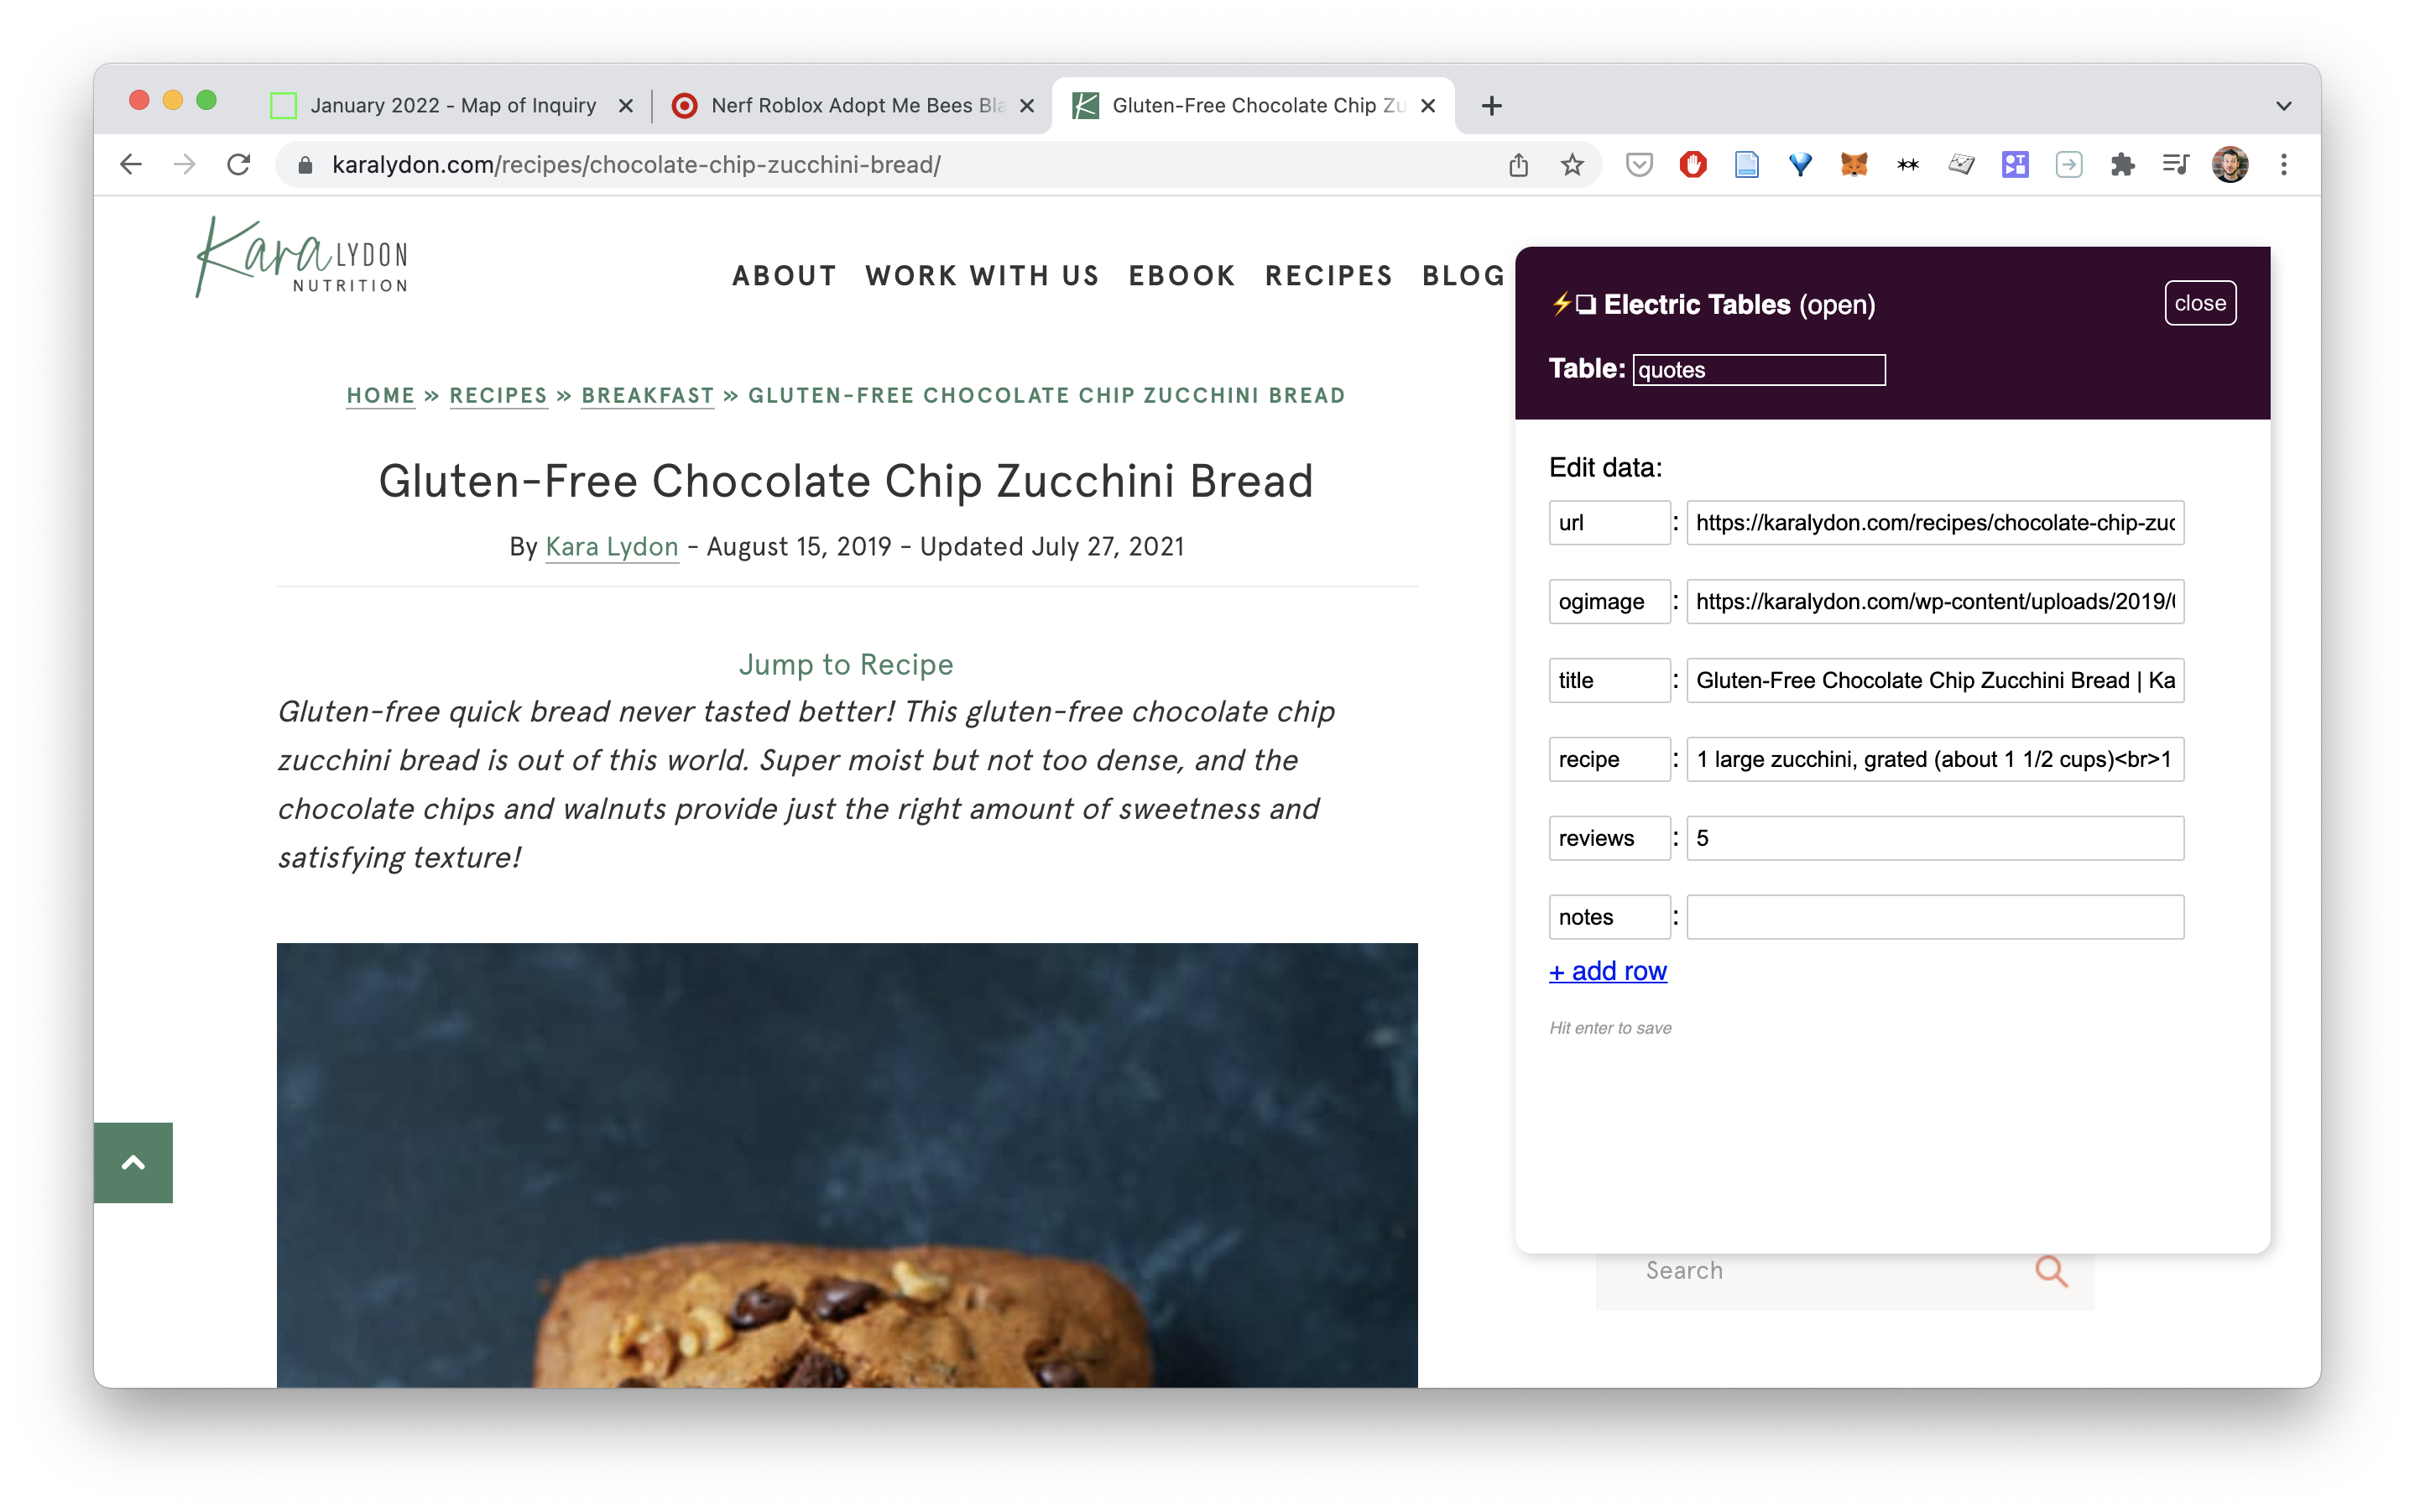 January 2022 - Map of Inquiry
Nerf Roblox Adopt Me Bees Bla
Gluten-Free Chocolate Chip Zu
karalydon.com/recipes/chocolate-chip-zucchini-bread/
Kara LYDON
NUTRITION
ABOUT WORK WITH US EBOOK RECIPES BLOG
HOME » RECIPES » BREAKFAST » GLUTEN-FREE CHOCOLATE CHIP ZUCCHINI BREAD
Gluten-Free Chocolate Chip Zucchini Bread
By Kara Lydon - August 15, 2019 - Updated July 27, 2021
Jump to Recipe
Gluten-free quick bread never tasted better! This gluten-free chocolate chip
zucchini bread is out of this world. Super moist but not too dense, and the
chocolate chips and walnuts provide just the right amount of sweetness and
satisfying texture!
⚡❏ Electric Tables (open)
close
Table: quotes
Edit data:
url : https://karalydon.com/recipes/chocolate-chip-zuc
ogimage : https://karalydon.com/wp-content/uploads/2019/
title : Gluten-Free Chocolate Chip Zucchini Bread | Ka
recipe : 1 large zucchini, grated (about 1 1/2 cups)<br>1
reviews : 5
notes :
+ add row
Hit enter to save
Search